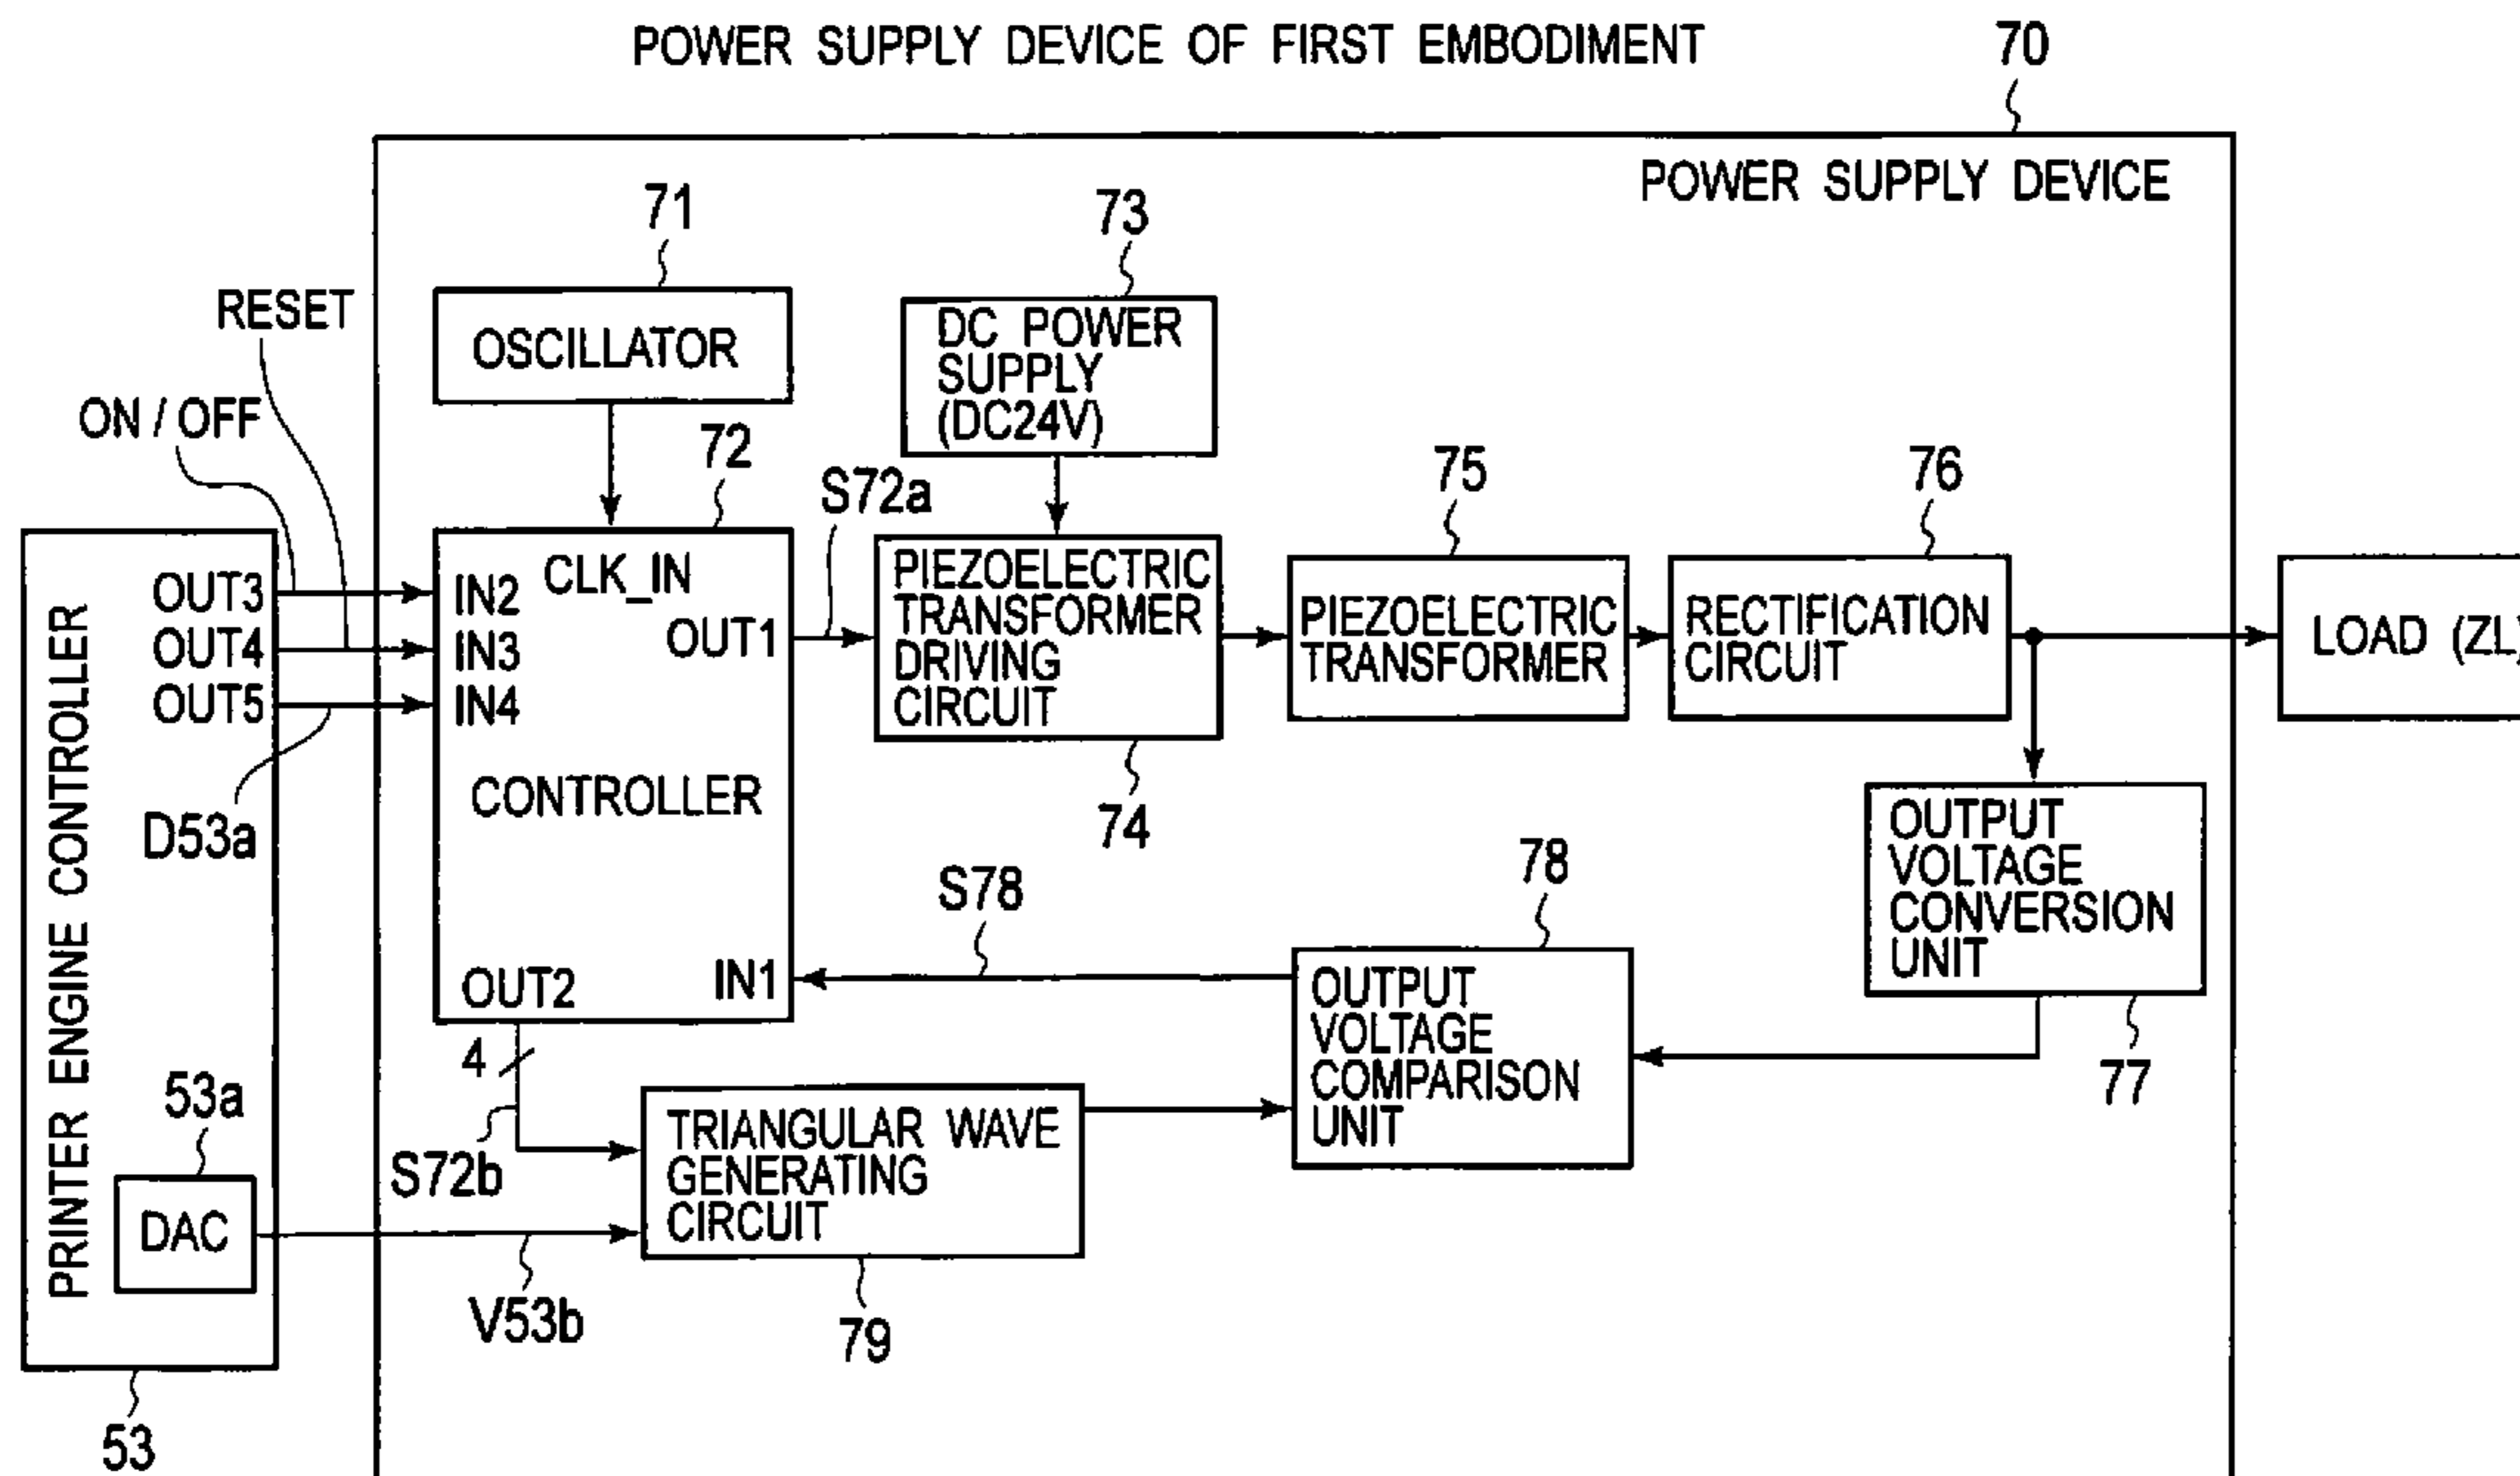 POWER SUPPLY DEVICE OF FIRST EMBODIMENT
70
POWER SUPPLY DEVICE
71
73
RESET
OSCILLATOR
DC POWER
SUPPLY
(DC24V)
ON / OFF
72
S72a
75
76
PRINTER ENGINE CONTROLLER
OUT3
OUT4
OUT5
IN2
IN3
IN4
CLK_IN
OUT1
CONTROLLER
OUT2
IN1
PIEZOELECTRIC
TRANSFORMER
DRIVING
CIRCUIT
PIEZOELECTRIC
TRANSFORMER
RECTIFICATION
CIRCUIT
LOAD (ZL)
D53a
74
OUTPUT
VOLTAGE
CONVERSION
UNIT
78
S78
OUTPUT
VOLTAGE
COMPARISON
UNIT
77
4
53a
S72b
TRIANGULAR WAVE
GENERATING
CIRCUIT
DAC
V53b
79
53